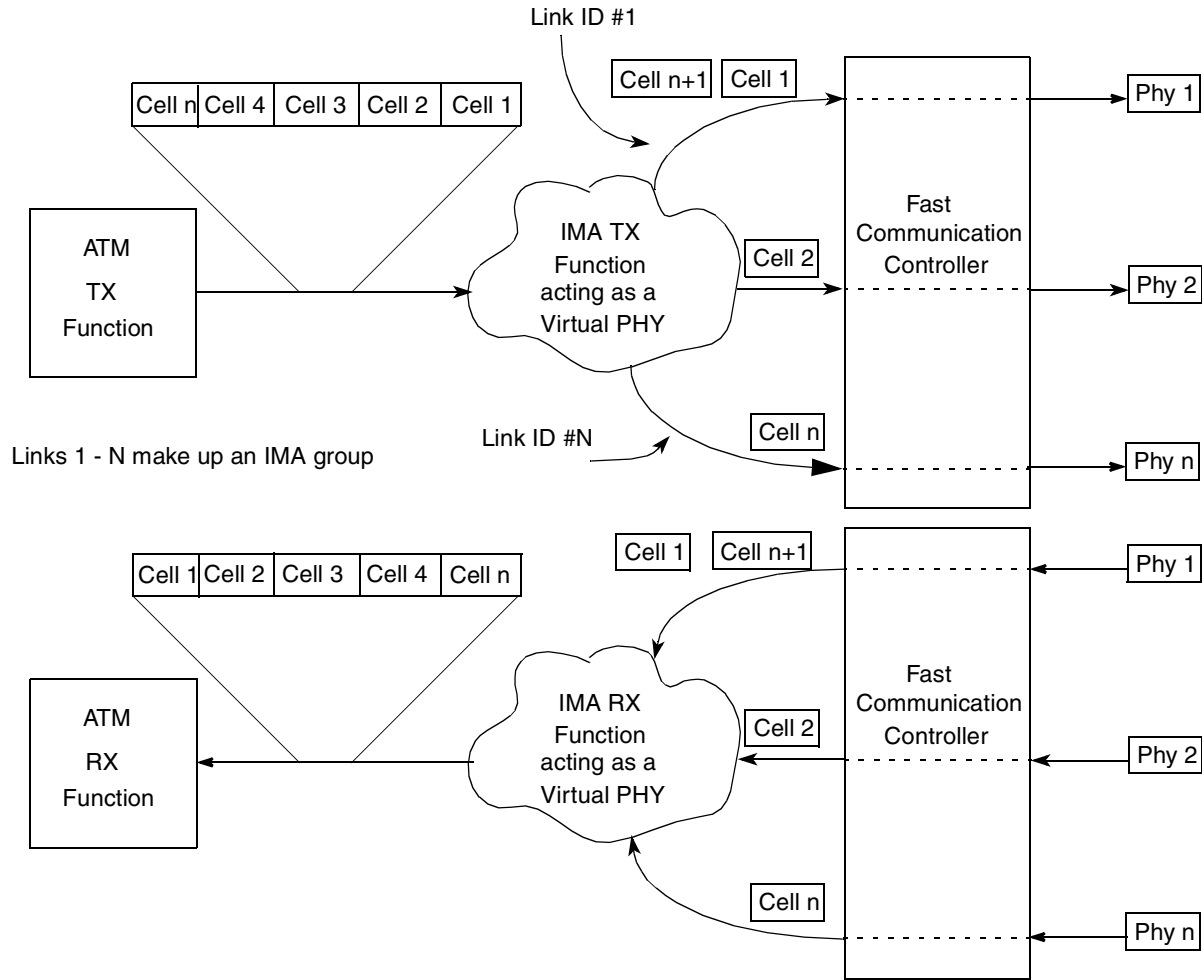 Link ID #1
Cell n Cell 4 Cell 3 Cell 2 Cell 1
Cell n+1 Cell 1
Phy 1
ATM
TX
Function
IMA TX
Function
acting as a
Virtual PHY
Cell 2
Fast
Communication
Controller
Phy 2
Links 1 - N make up an IMA group
Link ID #N
Cell n
Phy n
Cell 1 Cell 2 Cell 3 Cell 4 Cell n
Cell 1 Cell n+1
Phy 1
ATM
RX
Function
IMA RX
Function
acting as a
Virtual PHY
Cell 2
Fast
Communication
Controller
Phy 2
Cell n
Phy n